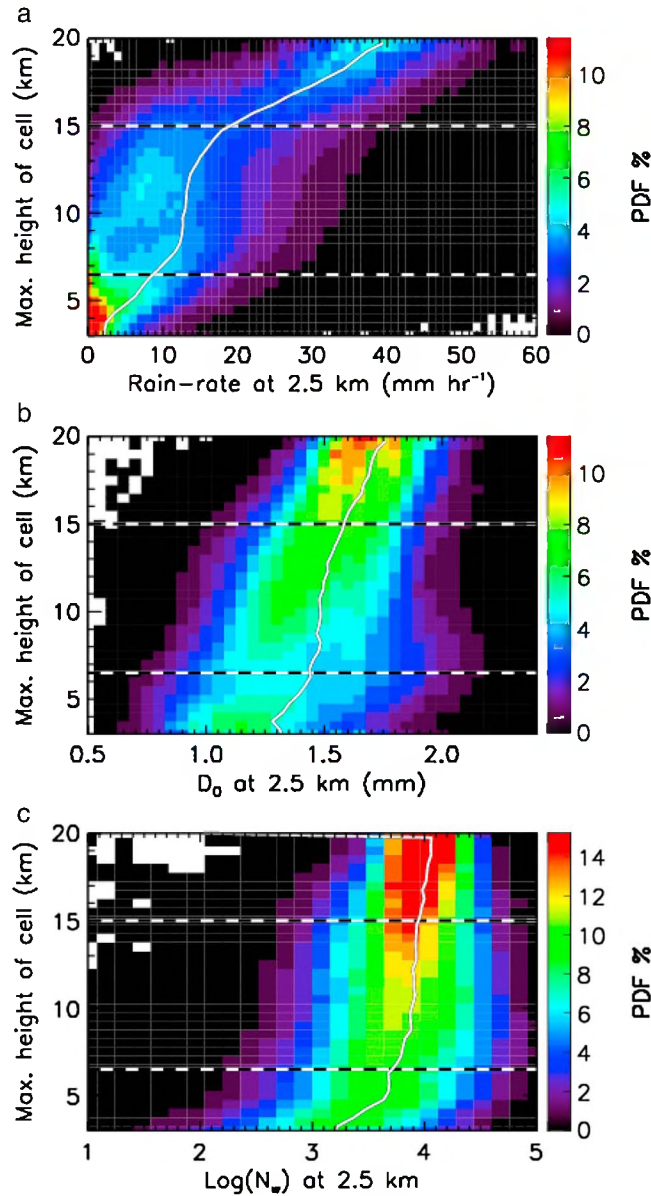 a
20
15
10
5
Max. height of cell (km)
0 10 20 30 40 50 60
Rain-rate at 2.5 km (mm hr⁻¹)
10
8
6
4
2
0
PDF %
b
20
15
10
5
Max. height of cell (km)
0.5 1.0 1.5 2.0
D₀ at 2.5 km (mm)
10
8
6
4
2
0
PDF %
c
20
15
10
5
Max. height of cell (km)
1 2 3 4 5
Log(N_w) at 2.5 km
14
12
10
8
6
4
2
0
PDF %